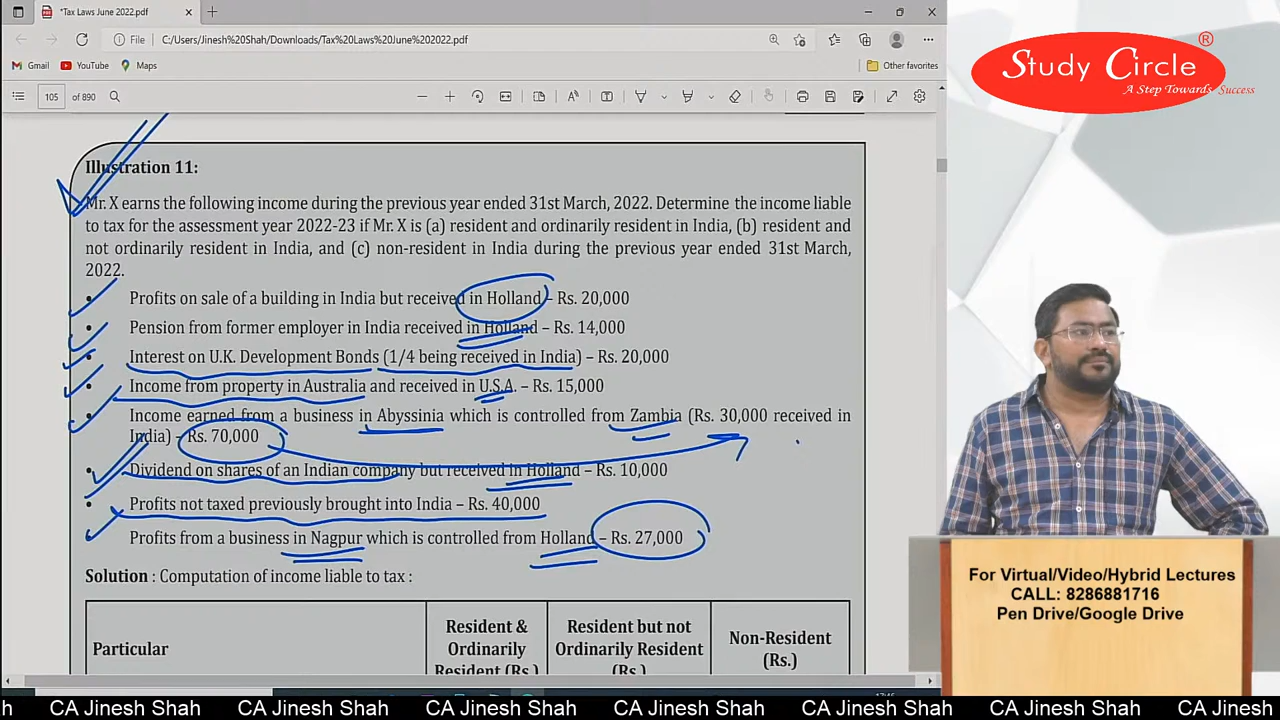 *Tax Laws June 2022.pdf
File
C:/Users/Jinesh%20Shah/Downloads/Tax%20Laws%20June%202022.pdf
Gmail
YouTube
Maps
Other favorites
105
of 890
Study Circle
®
A Step Towards Success
Illustration 11:
Mr. X earns the following income during the previous year ended 31st March, 2022. Determine the income liable
to tax for the assessment year 2022-23 if Mr. X is (a) resident and ordinarily resident in India, (b) resident and
not ordinarily resident in India, and (c) non-resident in India during the previous year ended 31st March,
2022.
• Profits on sale of a building in India but received in Holland – Rs. 20,000
• Pension from former employer in India received in Holland – Rs. 14,000
• Interest on U.K. Development Bonds (1/4 being received in India) – Rs. 20,000
• Income from property in Australia and received in U.S.A. – Rs. 15,000
• Income earned from a business in Abyssinia which is controlled from Zambia (Rs. 30,000 received in
India) – Rs. 70,000
• Dividend on shares of an Indian company but received in Holland – Rs. 10,000
• Profits not taxed previously brought into India – Rs. 40,000
• Profits from a business in Nagpur which is controlled from Holland – Rs. 27,000
Solution : Computation of income liable to tax :
Particular
Resident &
Ordinarily
Resident (Rs.)
Resident but not
Ordinarily Resident
(Rs.)
Non-Resident
(Rs.)
For Virtual/Video/Hybrid Lectures
CALL: 8286881716
Pen Drive/Google Drive
h CA Jinesh Shah CA Jinesh Shah CA Jinesh Shah CA Jinesh Shah CA Jinesh Shah CA Jinesh Shah